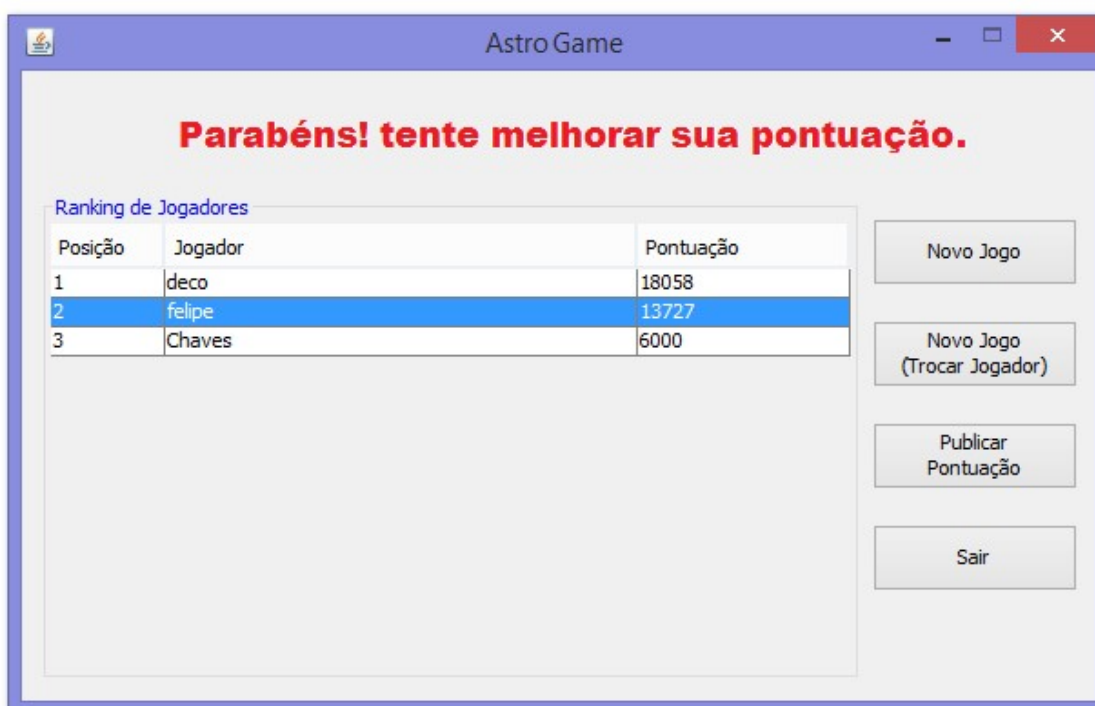 Astro Game
Parabéns! tente melhorar sua pontuação.
Ranking de Jogadores
Posição Jogador Pontuação
1 deco 18058
2 felipe 13727
3 Chaves 6000
Novo Jogo
Novo Jogo
(Trocar Jogador)
Publicar
Pontuação
Sair